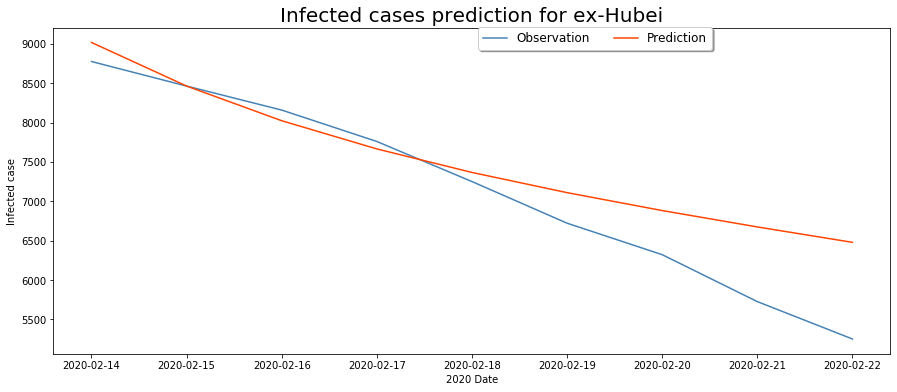 Infected cases prediction for ex-Hubei
Observation Prediction
9000
8500
8000
7500
7000
6500
6000
5500
Infected case
2020-02-14 2020-02-15 2020-02-16 2020-02-17 2020-02-18 2020-02-19 2020-02-20 2020-02-21 2020-02-22
2020 Date